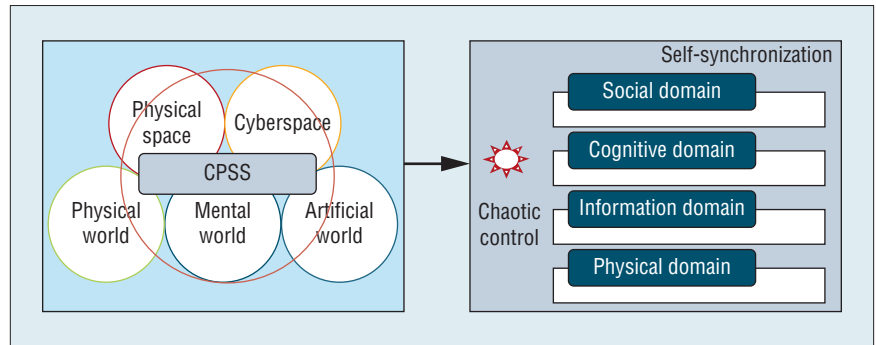 Physical
space
Cyberspace
CPSS
Physical
world
Mental
world
Artificial
world
Self-synchronization
Social domain
Cognitive domain
Chaotic
control
Information domain
Physical domain